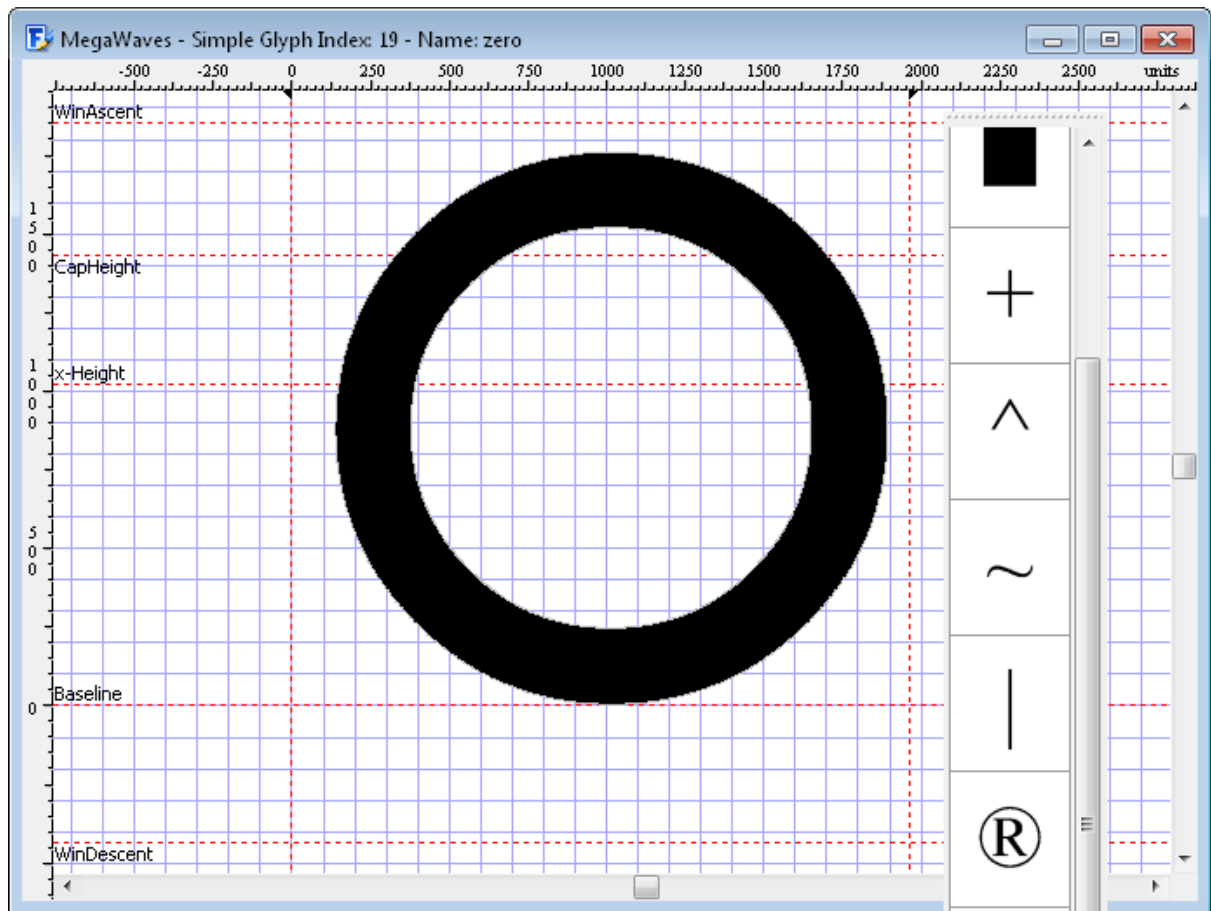 MegaWaves - Simple Glyph Index: 19 - Name: zero
-500 -250 0 250 500 750 1000 1250 1500 1750 2000 2250 2500 units
WinAscent
1500
CapHeight
x-Height
1000
500
Baseline
0
WinDescent
+
^
~
|
®